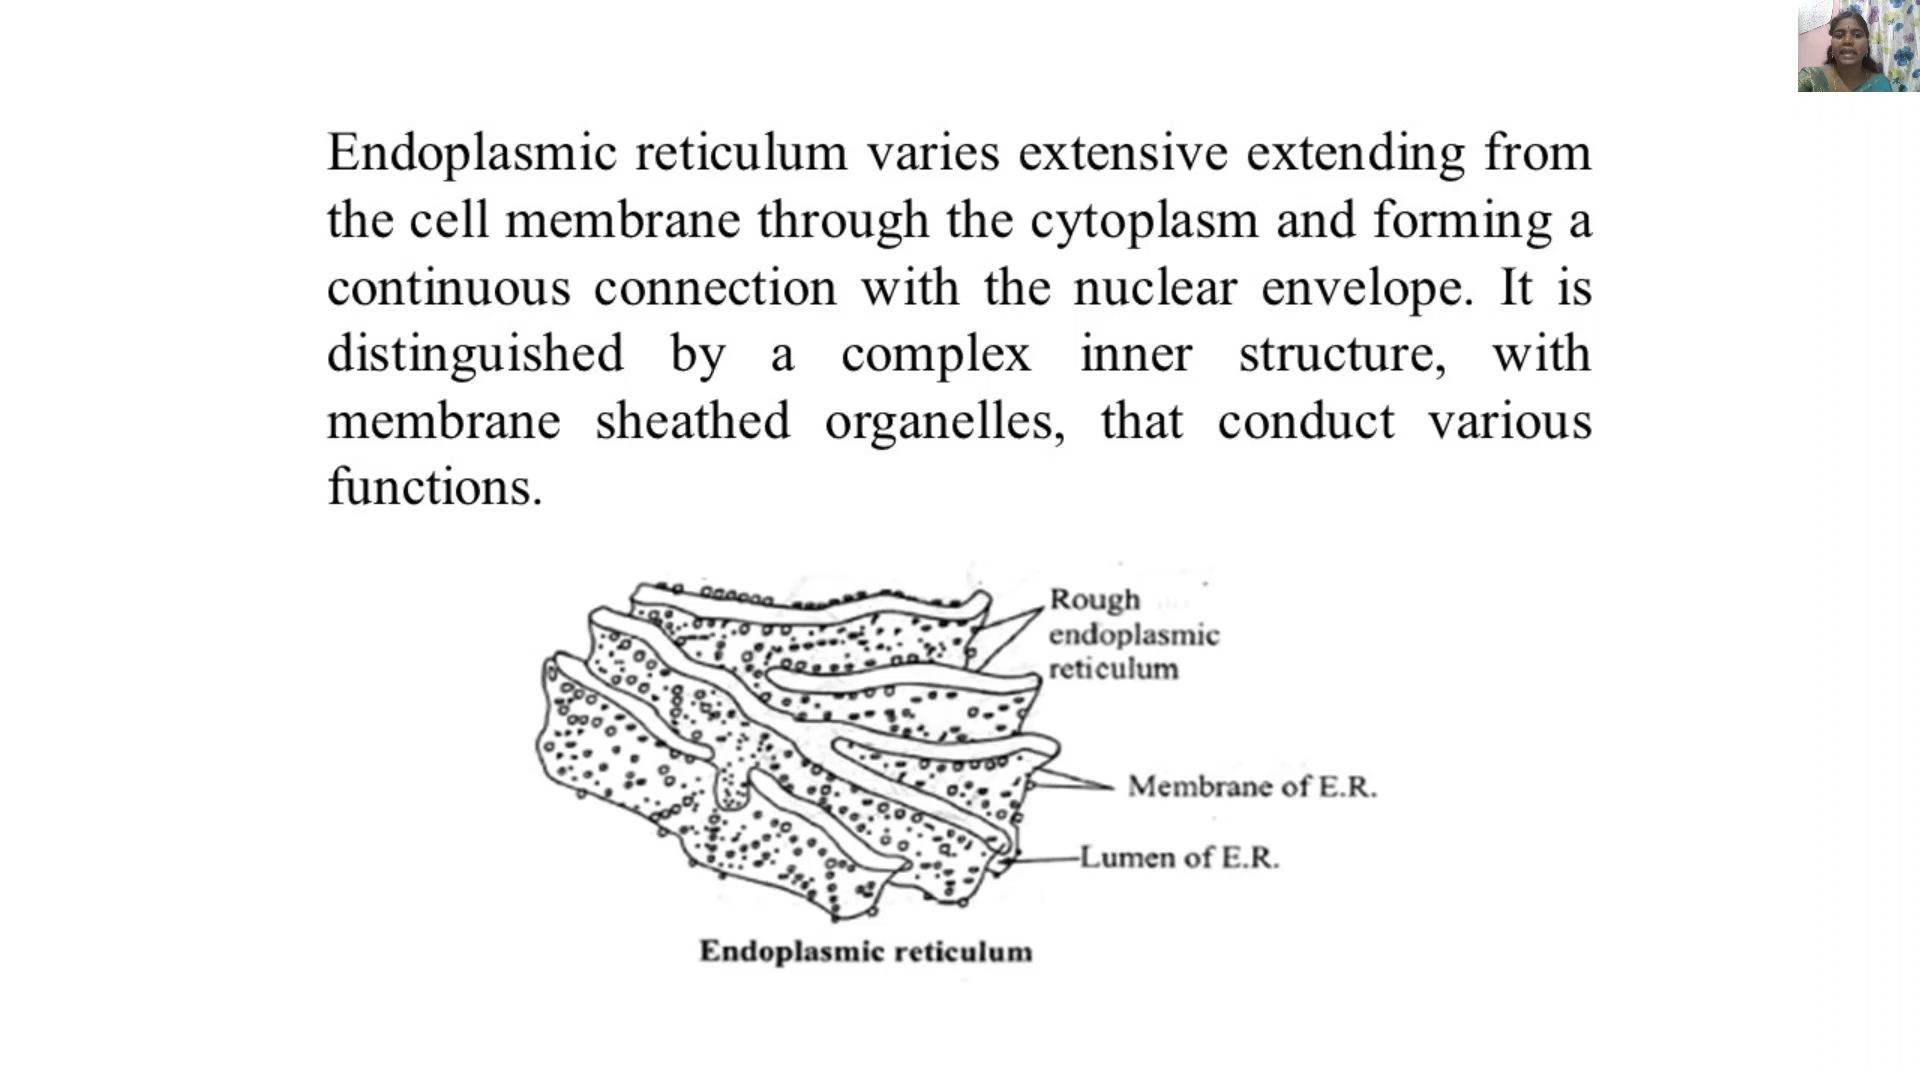 Endoplasmic reticulum varies extensive extending from
the cell membrane through the cytoplasm and forming a
continuous connection with the nuclear envelope. It is
distinguished by a complex inner structure, with
membrane sheathed organelles, that conduct various
functions.
Rough
endoplasmic
reticulum
Membrane of E.R.
Lumen of E.R.
Endoplasmic reticulum